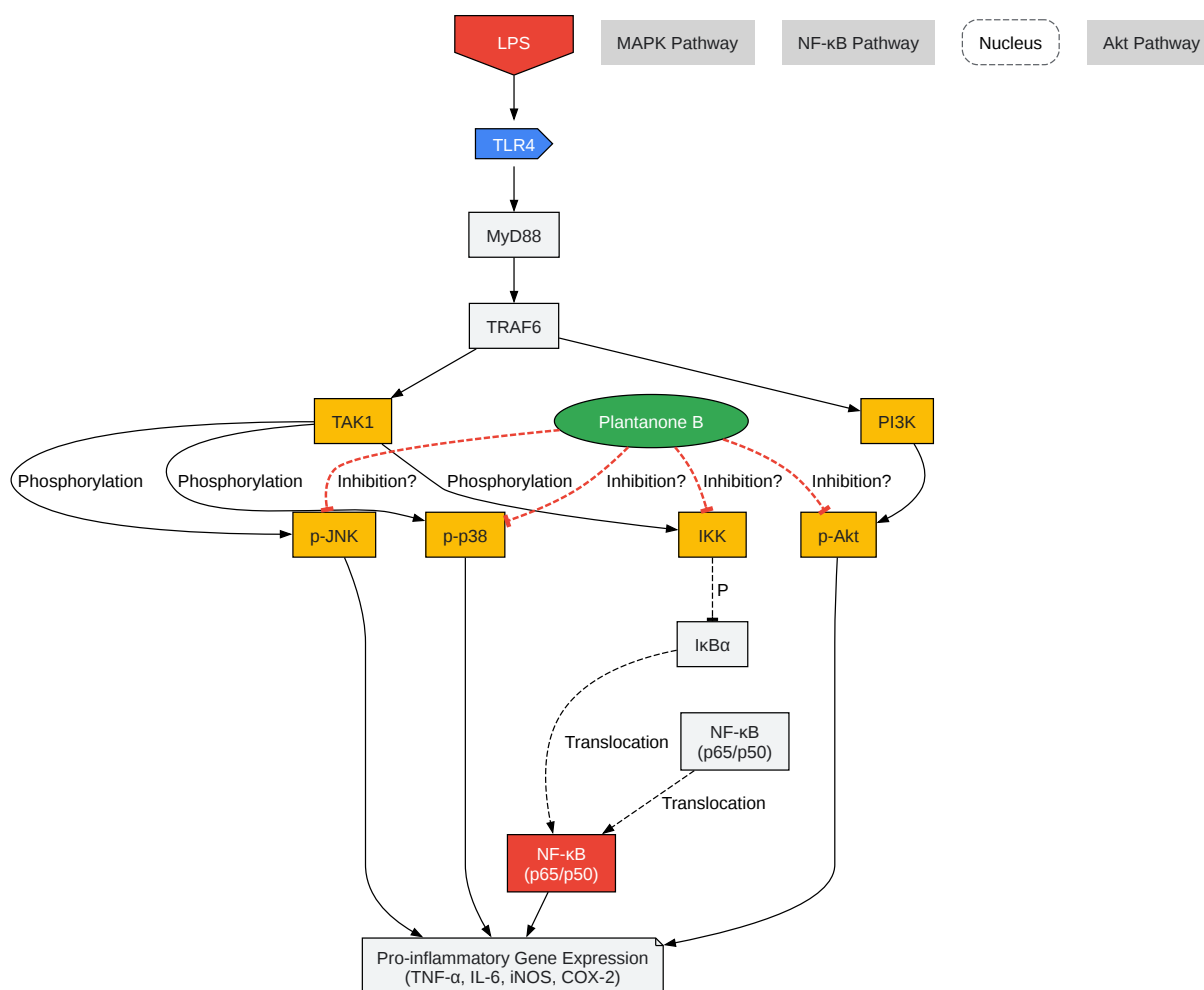 LPS
MAPK Pathway
NF-κB Pathway
Nucleus
Akt Pathway
TLR4
MyD88
TRAF6
TAK1
Plantanone B
PI3K
Phosphorylation
Phosphorylation
Inhibition?
Phosphorylation
Inhibition?
Inhibition?
Inhibition?
p-JNK
p-p38
IKK
p-Akt
P
IκBα
NF-κB
(p65/p50)
Translocation
Translocation
NF-κB
(p65/p50)
Pro-inflammatory Gene Expression
(TNF-α, IL-6, iNOS, COX-2)